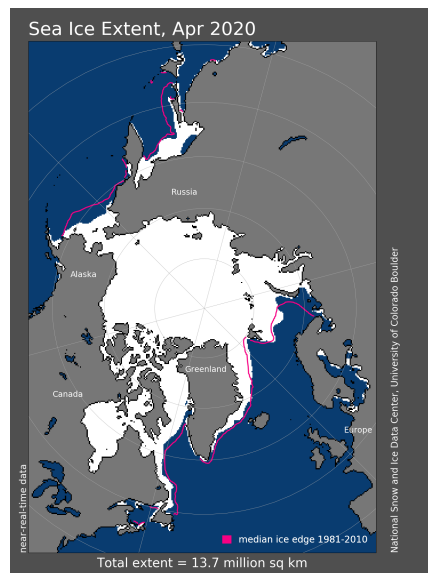 Sea Ice Extent, Apr 2020
Russia
Alaska
Greenland
Canada
Europe
near-real-time data
National Snow and Ice Data Center, University of Colorado Boulder
median ice edge 1981-2010
Total extent = 13.7 million sq km